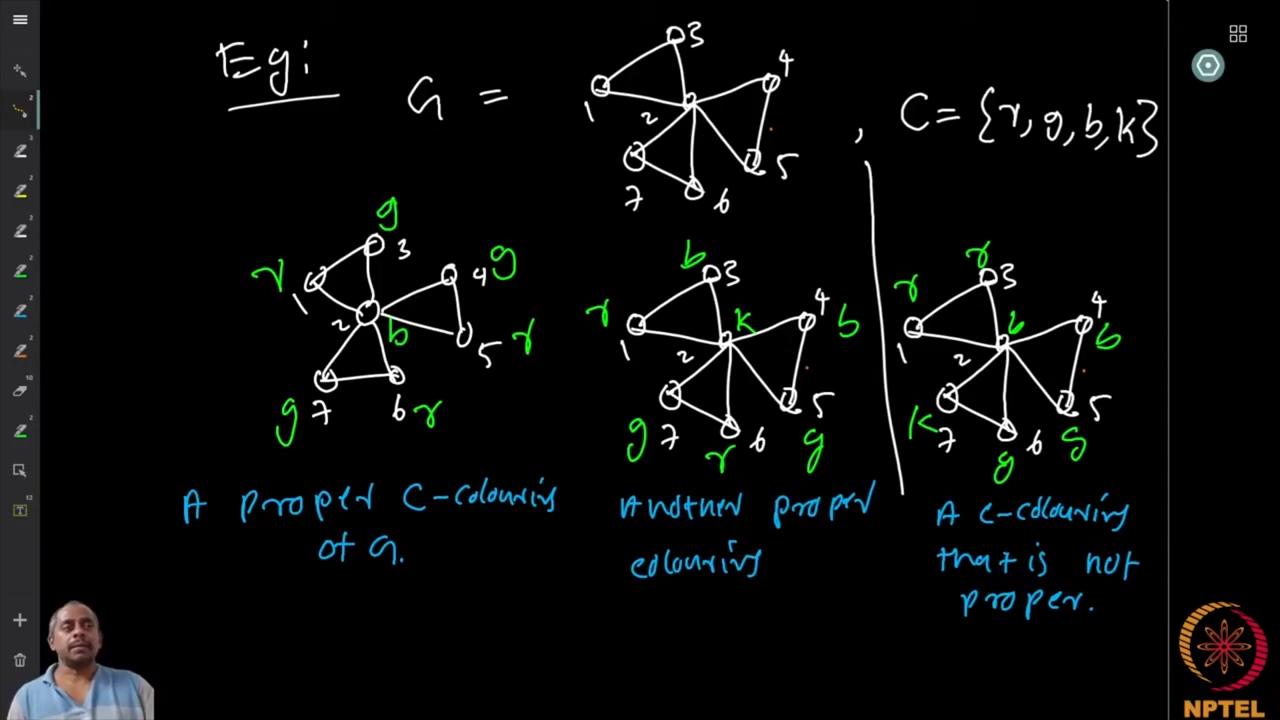 Eg:
G =
3
4
1
2
5
7
6
, C = {r, g, b, k}
g
3
r
4 g
1
2
b
5 r
g 7
6 r
b
3
r
k
4
b
1
2
g 7
r 6
5
g
r
3
r
b
4
b
1
2
k
7
g 6
5
g
A proper C-colouring
of G.
Another proper
colouring
A C-colouring
that is not
proper.
NPTEL